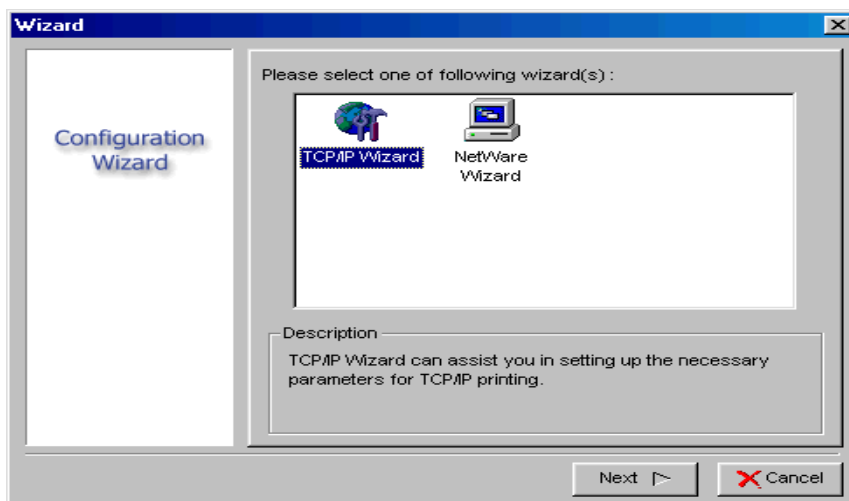 Wizard
Configuration
Wizard
Please select one of following wizard(s) :
TCP/IP Wizard
NetWare
Wizard
Description
TCP/IP Wizard can assist you in setting up the necessary
parameters for TCP/IP printing.
Next
Cancel